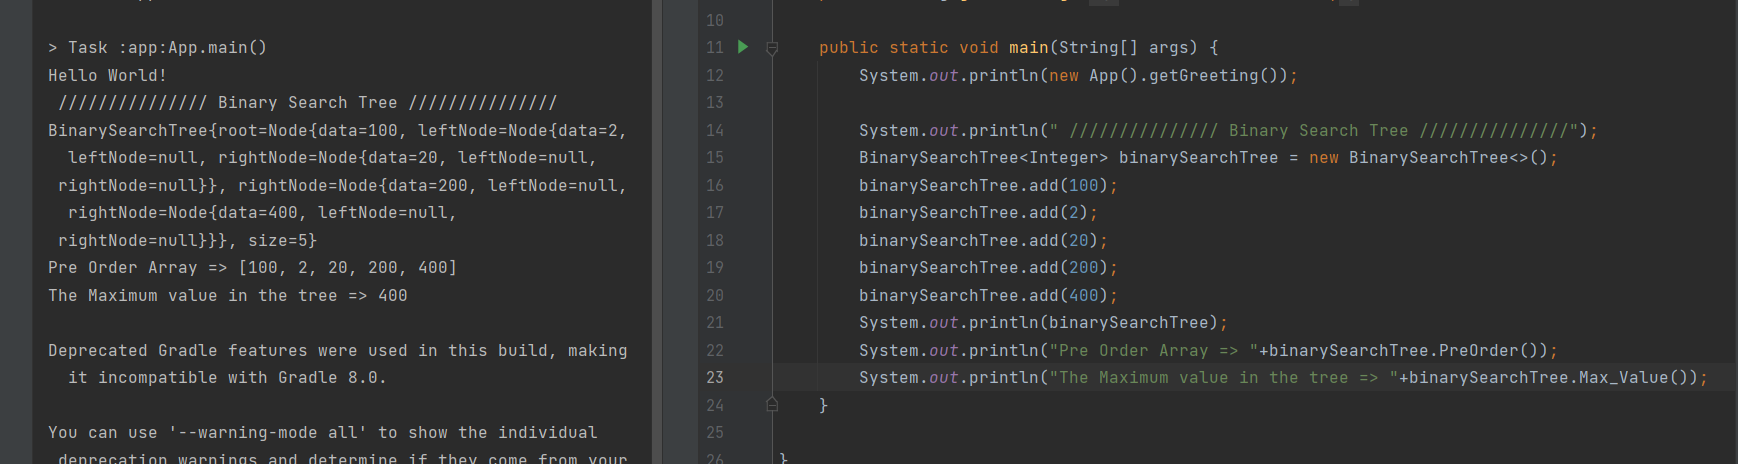 > Task :app:App.main()
Hello World!
/////////////// Binary Search Tree ///////////////
BinarySearchTree{root=Node{data=100, leftNode=Node{data=2,
leftNode=null, rightNode=Node{data=20, leftNode=null,
rightNode=null}}, rightNode=Node{data=200, leftNode=null,
rightNode=Node{data=400, leftNode=null,
rightNode=null}}}, size=5}
Pre Order Array => [100, 2, 20, 200, 400]
The Maximum value in the tree => 400
Deprecated Gradle features were used in this build, making
it incompatible with Gradle 8.0.
You can use '--warning-mode all' to show the individual
deprecation warnings and determine if they come from your
10
11 public static void main(String[] args) {
12 System.out.println(new App().getGreeting());
13
14 System.out.println(" /////////////// Binary Search Tree ///////////////");
15 BinarySearchTree<Integer> binarySearchTree = new BinarySearchTree<>();
16 binarySearchTree.add(100);
17 binarySearchTree.add(2);
18 binarySearchTree.add(20);
19 binarySearchTree.add(200);
20 binarySearchTree.add(400);
21 System.out.println(binarySearchTree);
22 System.out.println("Pre Order Array => "+binarySearchTree.PreOrder());
23 System.out.println("The Maximum value in the tree => "+binarySearchTree.Max_Value());
24 }
25
26 }